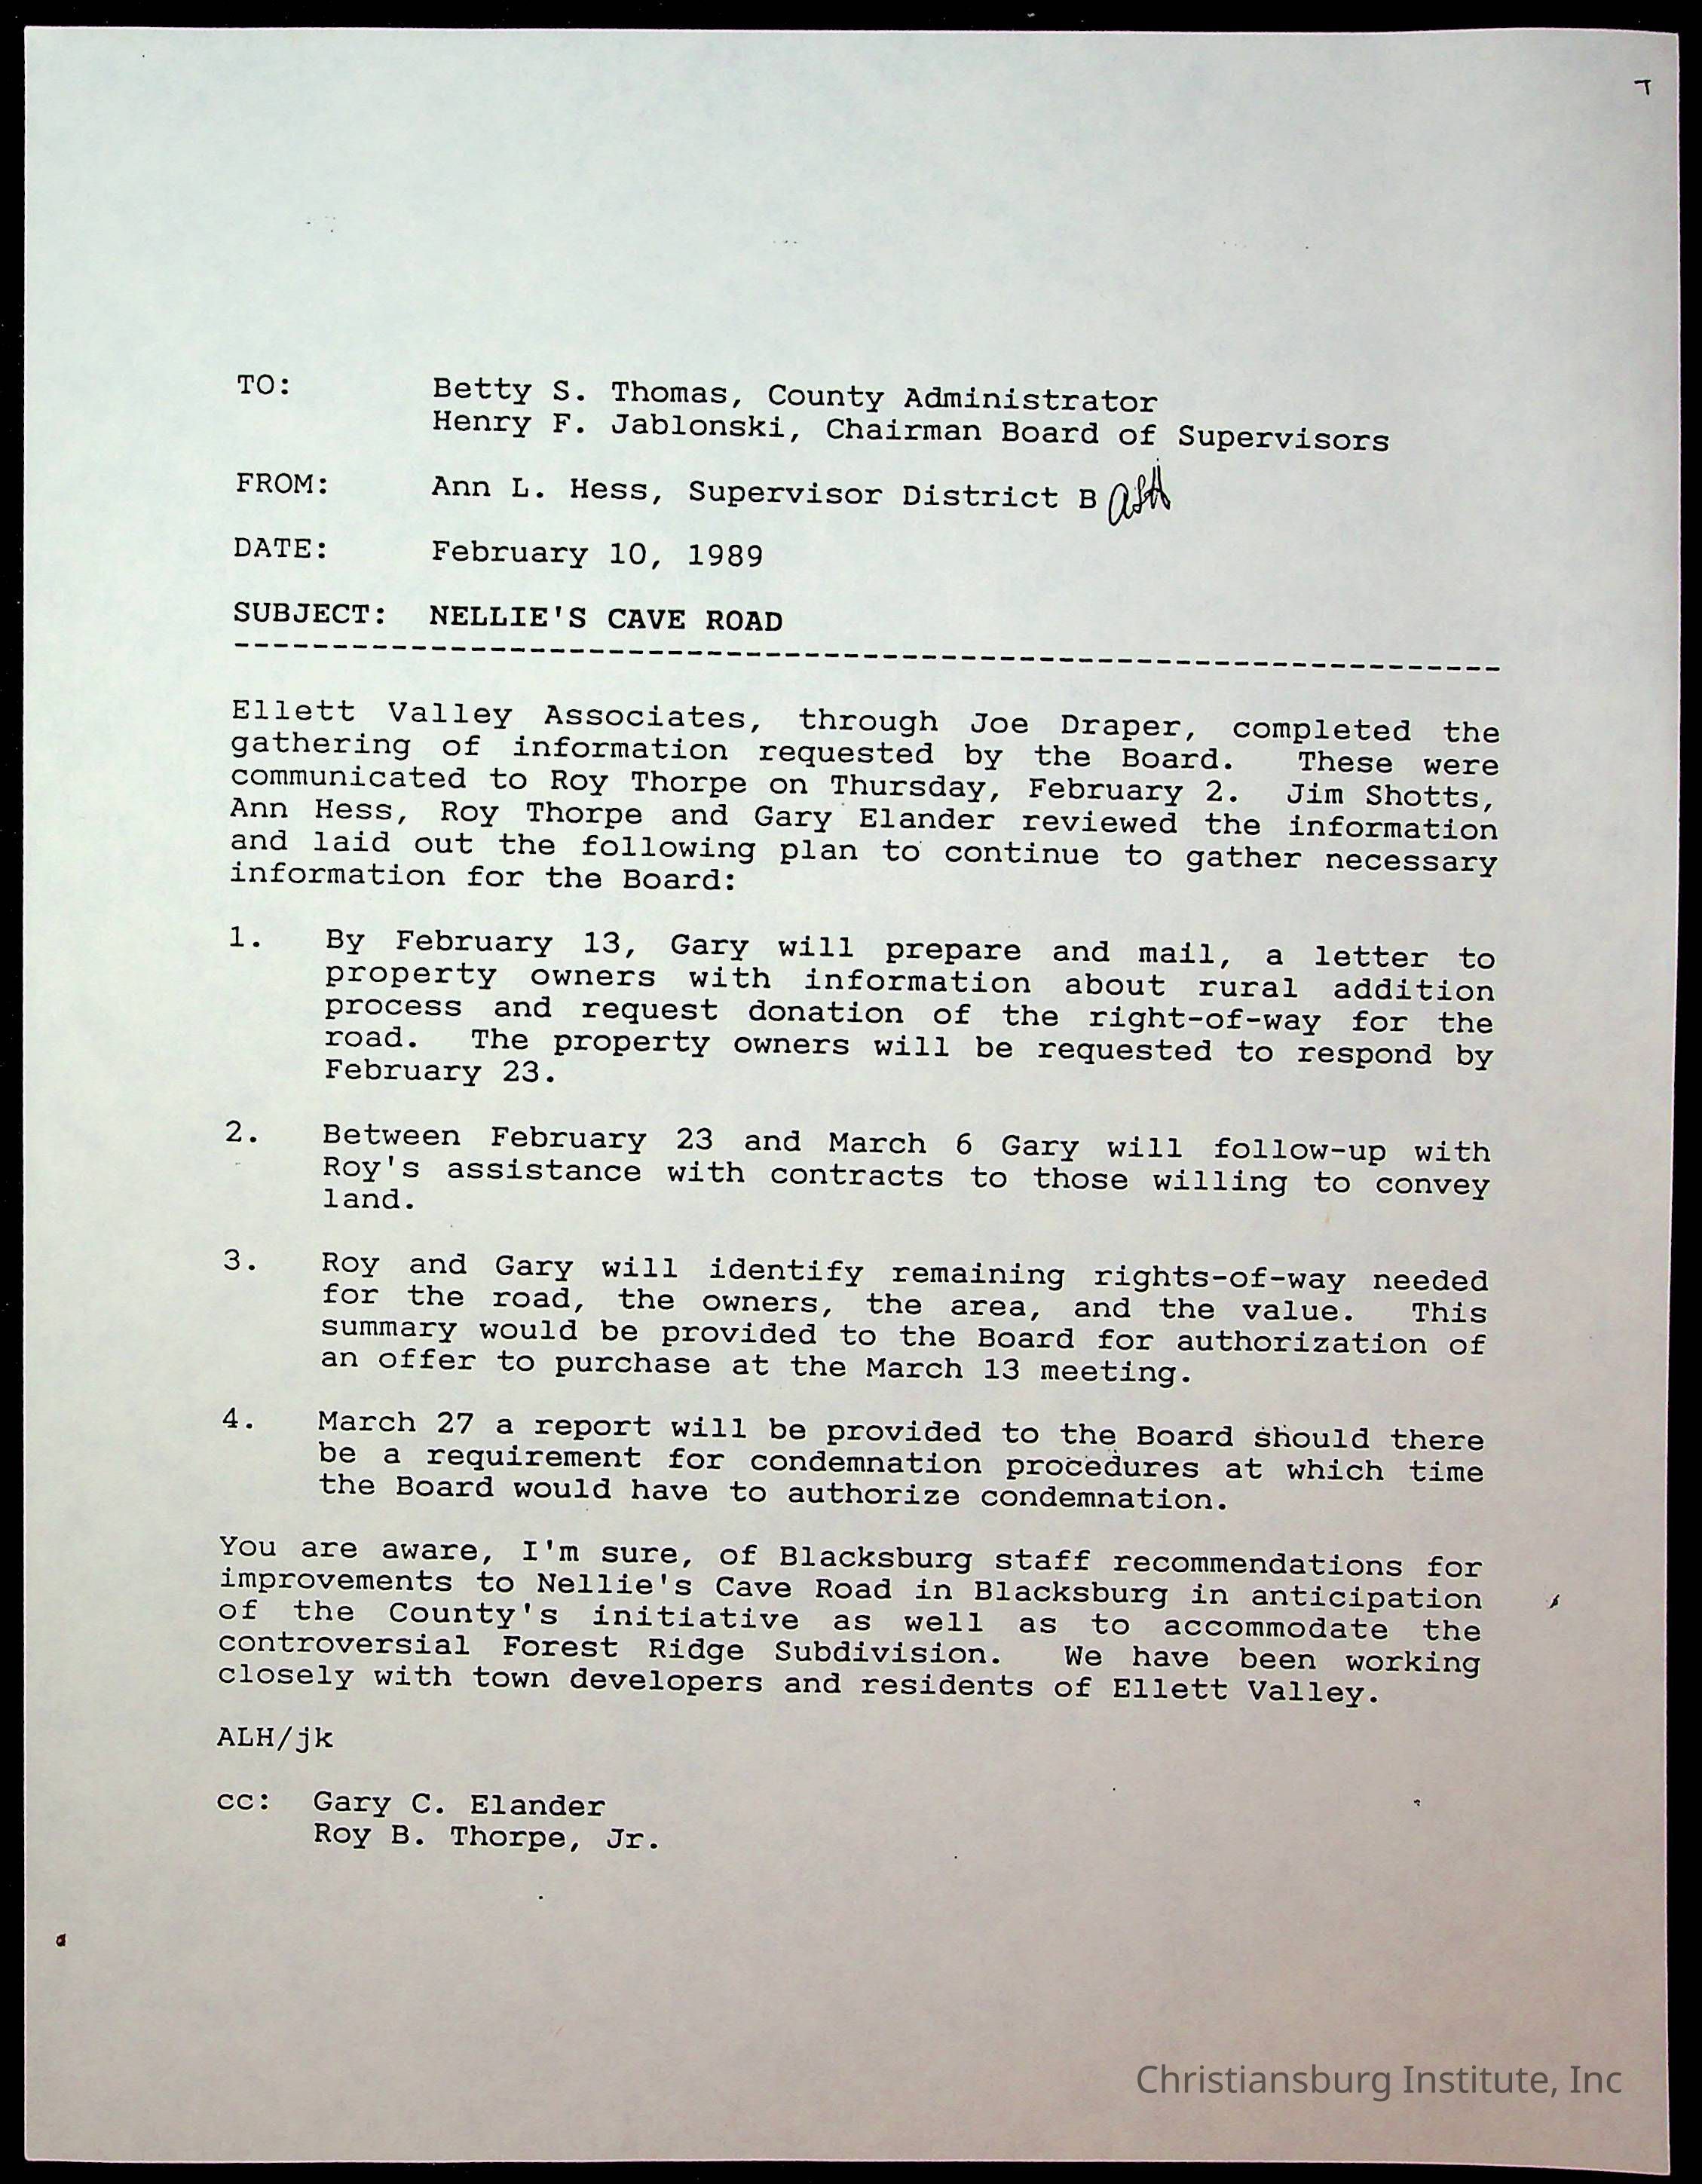 TO: Betty S. Thomas, County Administrator
Henry F. Jablonski, Chairman Board of Supervisors
FROM: Ann L. Hess, Supervisor District B ALH
DATE: February 10, 1989
SUBJECT: NELLIE'S CAVE ROAD
-----------------------------------------------------------------
Ellett Valley Associates, through Joe Draper, completed the
gathering of information requested by the Board. These were
communicated to Roy Thorpe on Thursday, February 2. Jim Shotts,
Ann Hess, Roy Thorpe and Gary Elander reviewed the information
and laid out the following plan to continue to gather necessary
information for the Board:
1. By February 13, Gary will prepare and mail, a letter to
property owners with information about rural addition
process and request donation of the right-of-way for the
road. The property owners will be requested to respond by
February 23.
2. Between February 23 and March 6 Gary will follow-up with
Roy's assistance with contracts to those willing to convey
land.
3. Roy and Gary will identify remaining rights-of-way needed
for the road, the owners, the area, and the value. This
summary would be provided to the Board for authorization of
an offer to purchase at the March 13 meeting.
4. March 27 a report will be provided to the Board should there
be a requirement for condemnation procedures at which time
the Board would have to authorize condemnation.
You are aware, I'm sure, of Blacksburg staff recommendations for
improvements to Nellie's Cave Road in Blacksburg in anticipation
of the County's initiative as well as to accommodate the
controversial Forest Ridge Subdivision. We have been working
closely with town developers and residents of Ellett Valley.
ALH/jk
cc: Gary C. Elander
Roy B. Thorpe, Jr.
Christiansburg Institute, Inc